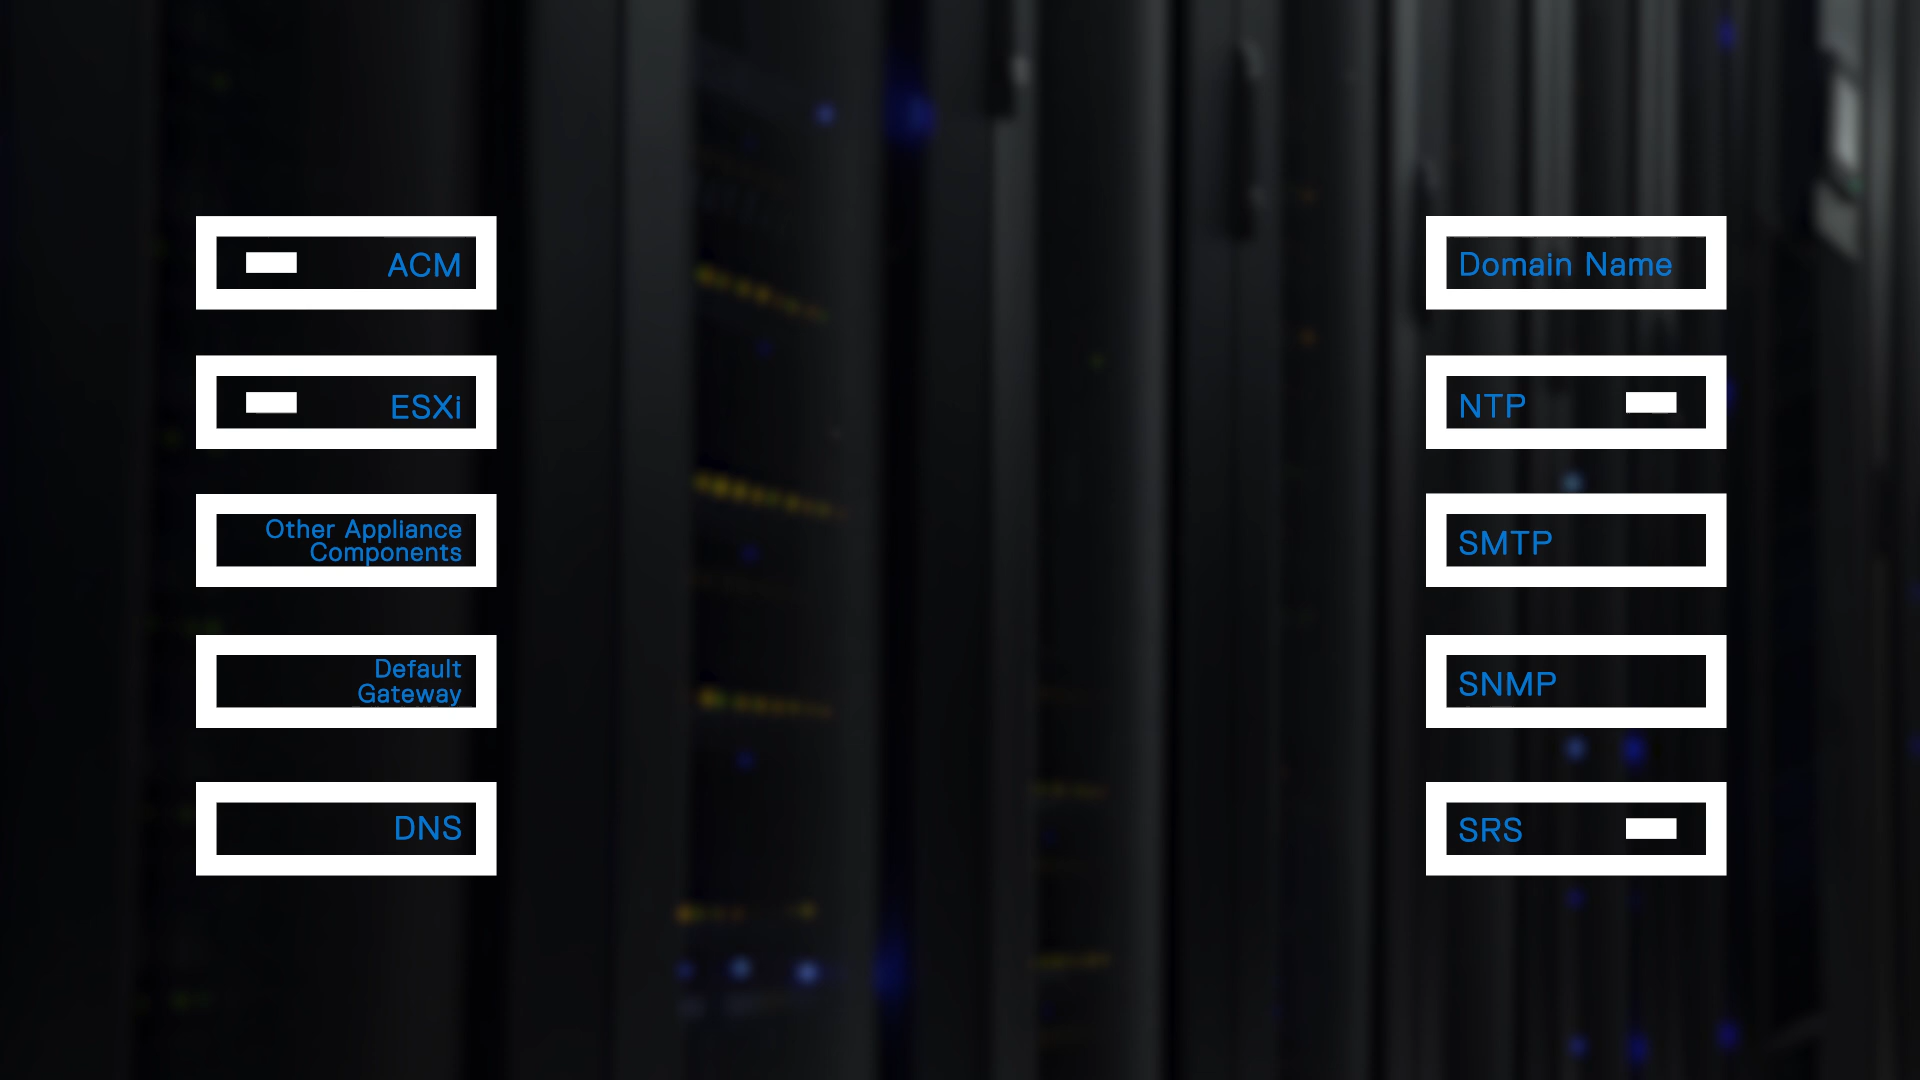 ACM
ESXi
Other Appliance
Components
Default
Gateway
DNS
Domain Name
NTP
SMTP
SNMP
SRS